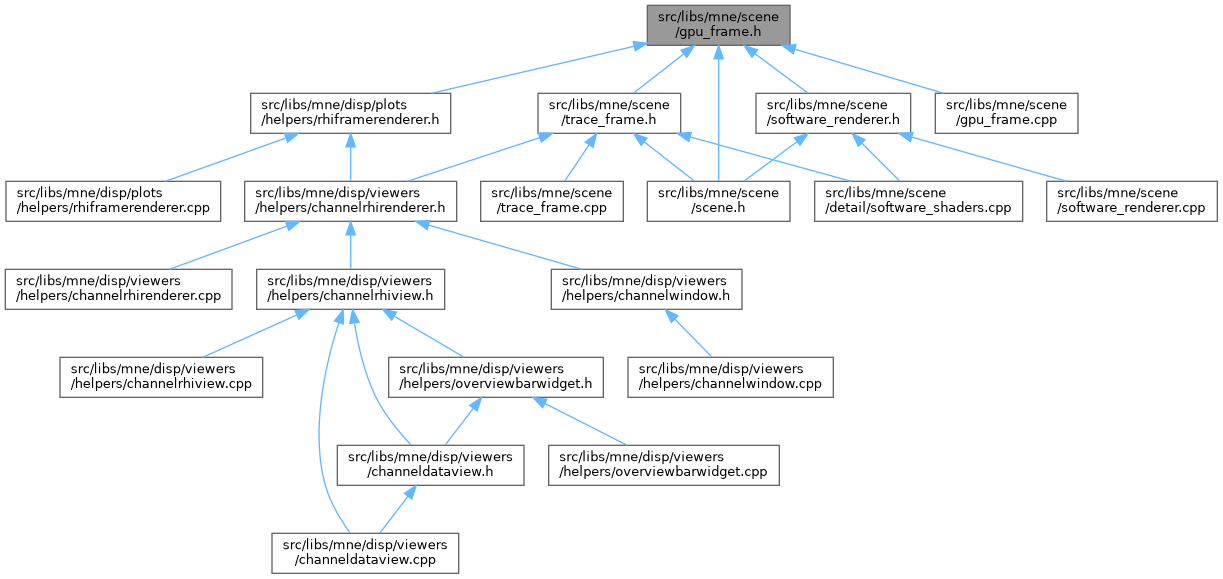 src/libs/mne/scene
/gpu_frame.h
src/libs/mne/disp/plots
/helpers/rhiframerenderer.h
src/libs/mne/scene
/trace_frame.h
src/libs/mne/scene
/software_renderer.h
src/libs/mne/scene
/gpu_frame.cpp
src/libs/mne/disp/plots
/helpers/rhiframerenderer.cpp
src/libs/mne/disp/viewers
/helpers/channelrhirenderer.h
src/libs/mne/scene
/trace_frame.cpp
src/libs/mne/scene
/scene.h
src/libs/mne/scene
/detail/software_shaders.cpp
src/libs/mne/scene
/software_renderer.cpp
src/libs/mne/disp/viewers
/helpers/channelrhirenderer.cpp
src/libs/mne/disp/viewers
/helpers/channelrhiview.h
src/libs/mne/disp/viewers
/helpers/channelwindow.h
src/libs/mne/disp/viewers
/helpers/channelrhiview.cpp
src/libs/mne/disp/viewers
/helpers/overviewbarwidget.h
src/libs/mne/disp/viewers
/helpers/channelwindow.cpp
src/libs/mne/disp/viewers
/channeldataview.h
src/libs/mne/disp/viewers
/helpers/overviewbarwidget.cpp
src/libs/mne/disp/viewers
/channeldataview.cpp